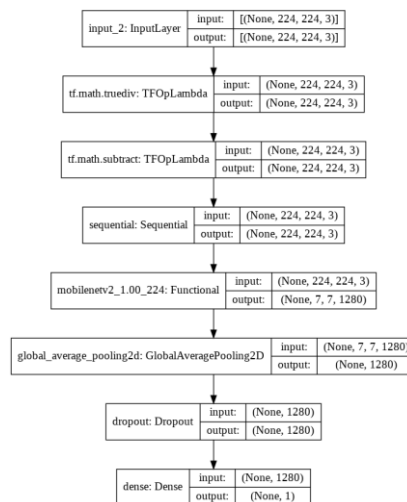 input_2: InputLayer
input: [(None, 224, 224, 3)]
output: [(None, 224, 224, 3)]
tf.math.truediv: TFOpLambda
input: (None, 224, 224, 3)
output: (None, 224, 224, 3)
tf.math.subtract: TFOpLambda
input: (None, 224, 224, 3)
output: (None, 224, 224, 3)
sequential: Sequential
input: (None, 224, 224, 3)
output: (None, 224, 224, 3)
mobilenetv2_1.00_224: Functional
input: (None, 224, 224, 3)
output: (None, 7, 7, 1280)
global_average_pooling2d: GlobalAveragePooling2D
input: (None, 7, 7, 1280)
output: (None, 1280)
dropout: Dropout
input: (None, 1280)
output: (None, 1280)
dense: Dense
input: (None, 1280)
output: (None, 1)